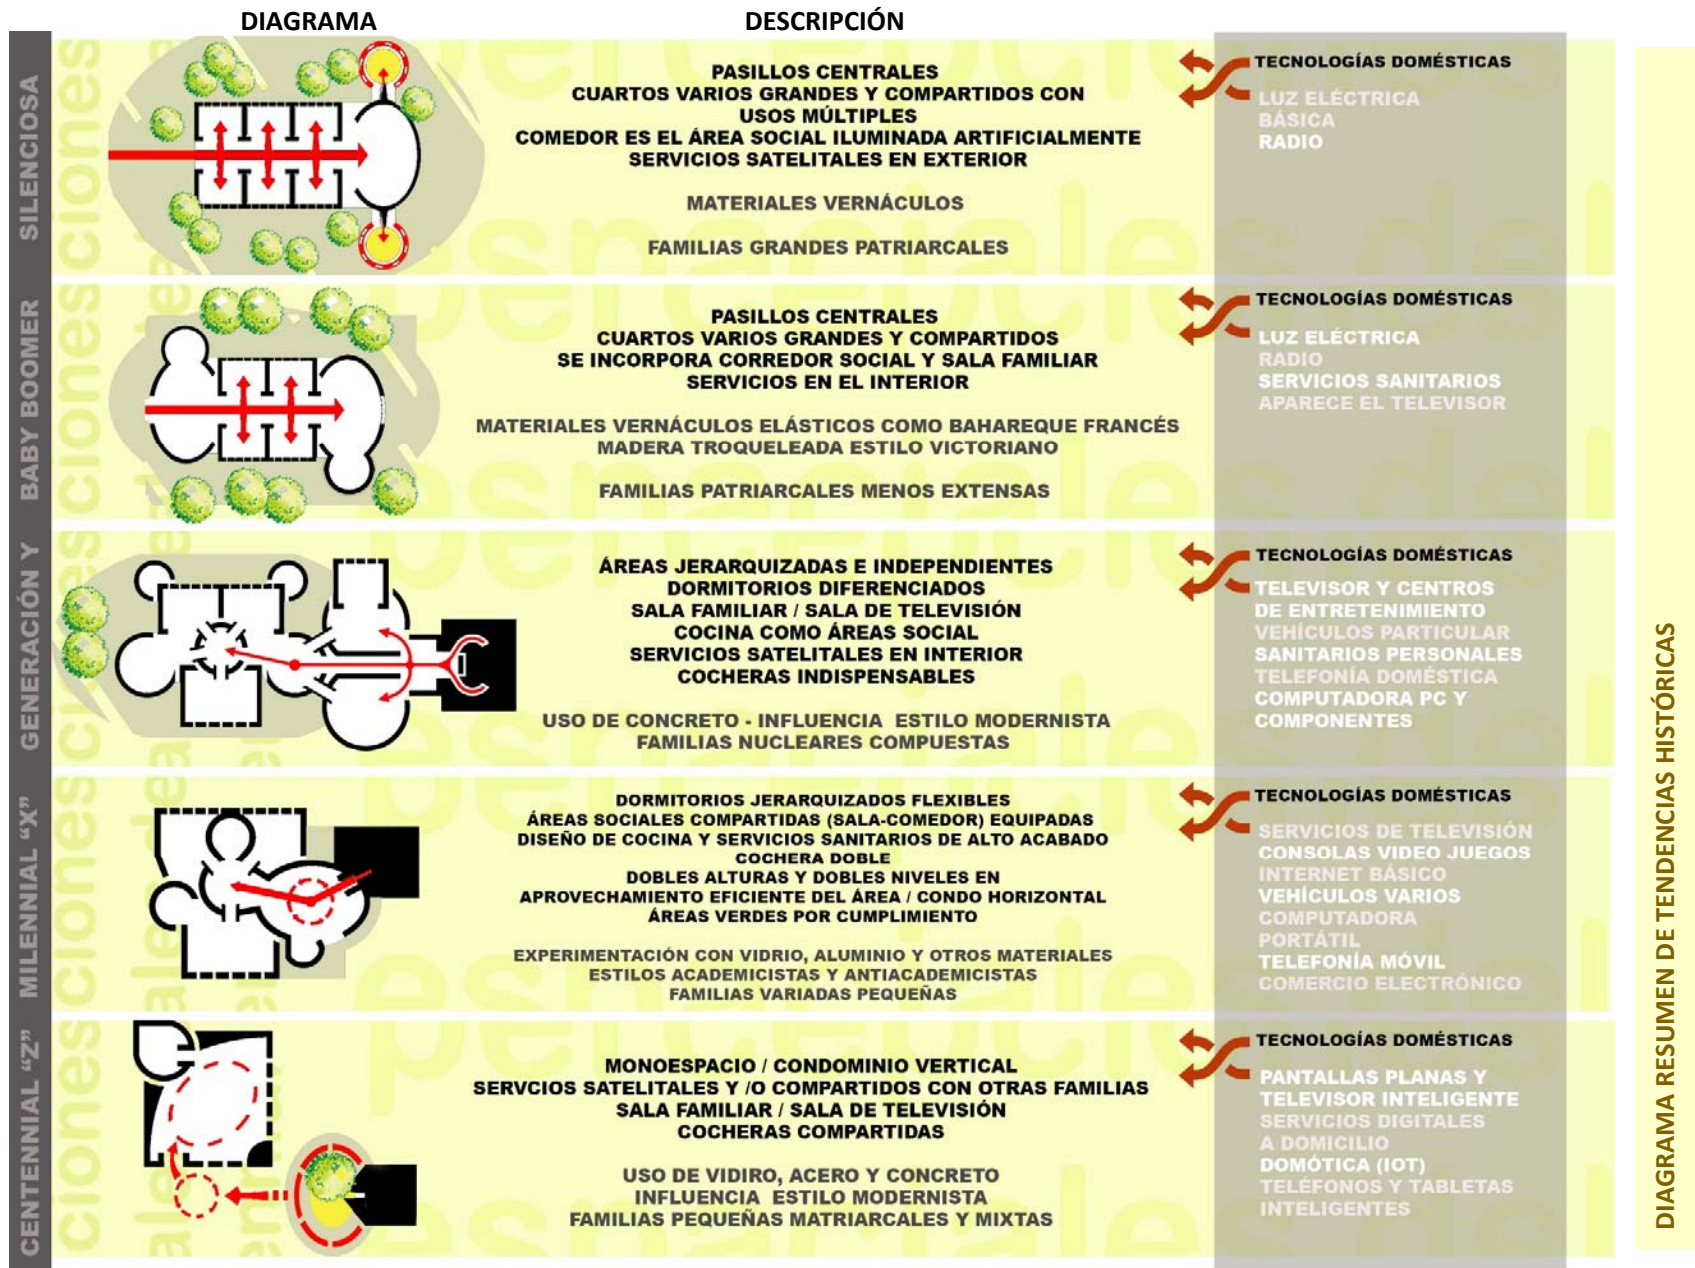 DIAGRAMA
DESCRIPCIÓN
SILENCIOSA
PASILLOS CENTRALES
CUARTOS VARIOS GRANDES Y COMPARTIDOS CON
USOS MÚLTIPLES
COMEDOR ES EL ÁREA SOCIAL ILUMINADA ARTIFICIALMENTE
SERVICIOS SATELITALES EN EXTERIOR
MATERIALES VERNÁCULOS
FAMILIAS GRANDES PATRIARCALES
TECNOLOGÍAS DOMÉSTICAS
LUZ ELÉCTRICA
BÁSICA
RADIO
BABY BOOMER
PASILLOS CENTRALES
CUARTOS VARIOS GRANDES Y COMPARTIDOS
SE INCORPORA CORREDOR SOCIAL Y SALA FAMILIAR
SERVICIOS EN EL INTERIOR
MATERIALES VERNÁCULOS ELÁSTICOS COMO BAHAREQUE FRANCÉS
MADERA TROQUELEADA ESTILO VICTORIANO
FAMILIAS PATRIARCALES MENOS EXTENSAS
TECNOLOGÍAS DOMÉSTICAS
LUZ ELÉCTRICA
RADIO
SERVICIOS SANITARIOS
APARECE EL TELEVISOR
GENERACIÓN Y
ÁREAS JERARQUIZADAS E INDEPENDIENTES
DORMITORIOS DIFERENCIADOS
SALA FAMILIAR / SALA DE TELEVISIÓN
COCINA COMO ÁREAS SOCIAL
SERVICIOS SATELITALES EN INTERIOR
COCHERAS INDISPENSABLES
USO DE CONCRETO - INFLUENCIA ESTILO MODERNISTA
FAMILIAS NUCLEARES COMPUESTAS
TECNOLOGÍAS DOMÉSTICAS
TELEVISOR Y CENTROS
DE ENTRETENIMIENTO
VEHÍCULOS PARTICULAR
SANITARIOS PERSONALES
TELEFONÍA DOMÉSTICA
COMPUTADORA PC Y
COMPONENTES
MILENNIAL “X”
DORMITORIOS JERARQUIZADOS FLEXIBLES
ÁREAS SOCIALES COMPARTIDAS (SALA-COMEDOR) EQUIPADAS
DISEÑO DE COCINA Y SERVICIOS SANITARIOS DE ALTO ACABADO
COCHERA DOBLE
DOBLES ALTURAS Y DOBLES NIVELES EN
APROVECHAMIENTO EFICIENTE DEL ÁREA / CONDO HORIZONTAL
ÁREAS VERDES POR CUMPLIMIENTO
EXPERIMENTACIÓN CON VIDRIO, ALUMINIO Y OTROS MATERIALES
ESTILOS ACADEMICISTAS Y ANTIACADEMICISTAS
FAMILIAS VARIADAS PEQUEÑAS
TECNOLOGÍAS DOMÉSTICAS
SERVICIOS DE TELEVISIÓN
CONSOLAS VIDEO JUEGOS
INTERNET BÁSICO
VEHÍCULOS VARIOS
COMPUTADORA
PORTÁTIL
TELEFONÍA MÓVIL
COMERCIO ELECTRÓNICO
CENTENNIAL “Z”
MONOESPACIO / CONDOMINIO VERTICAL
SERVCIOS SATELITALES Y /O COMPARTIDOS CON OTRAS FAMILIAS
SALA FAMILIAR / SALA DE TELEVISIÓN
COCHERAS COMPARTIDAS
USO DE VIDIRO, ACERO Y CONCRETO
INFLUENCIA ESTILO MODERNISTA
FAMILIAS PEQUEÑAS MATRIARCALES Y MIXTAS
TECNOLOGÍAS DOMÉSTICAS
PANTALLAS PLANAS Y
TELEVISOR INTELIGENTE
SERVICIOS DIGITALES
A DOMICILIO
DOMÓTICA (IOT)
TELÉFONOS Y TABLETAS
INTELIGENTES
DIAGRAMA RESUMEN DE TENDENCIAS HISTÓRICAS